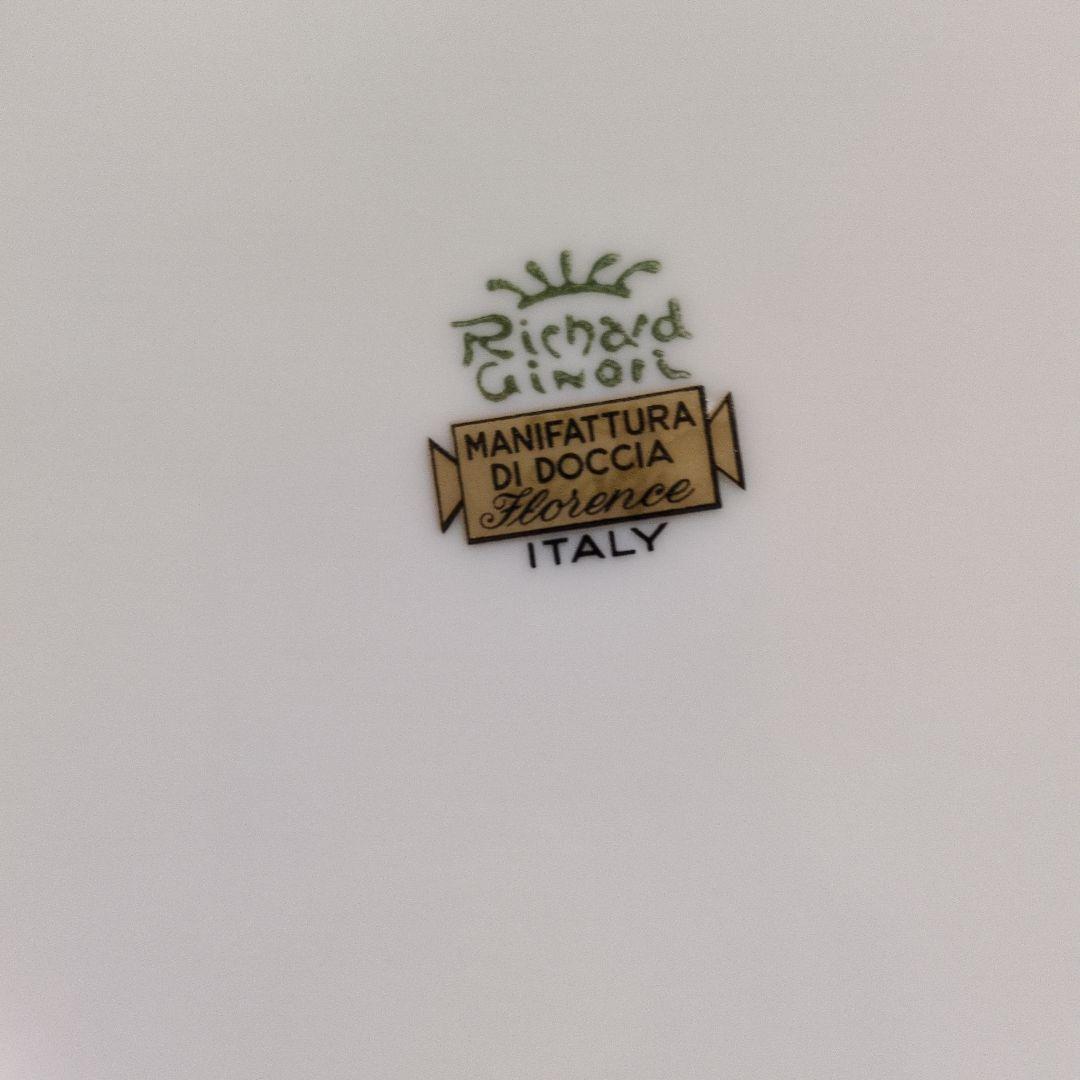 Richard
Ginori
MANIFATTURA
DI DOCCIA
Florence
ITALY